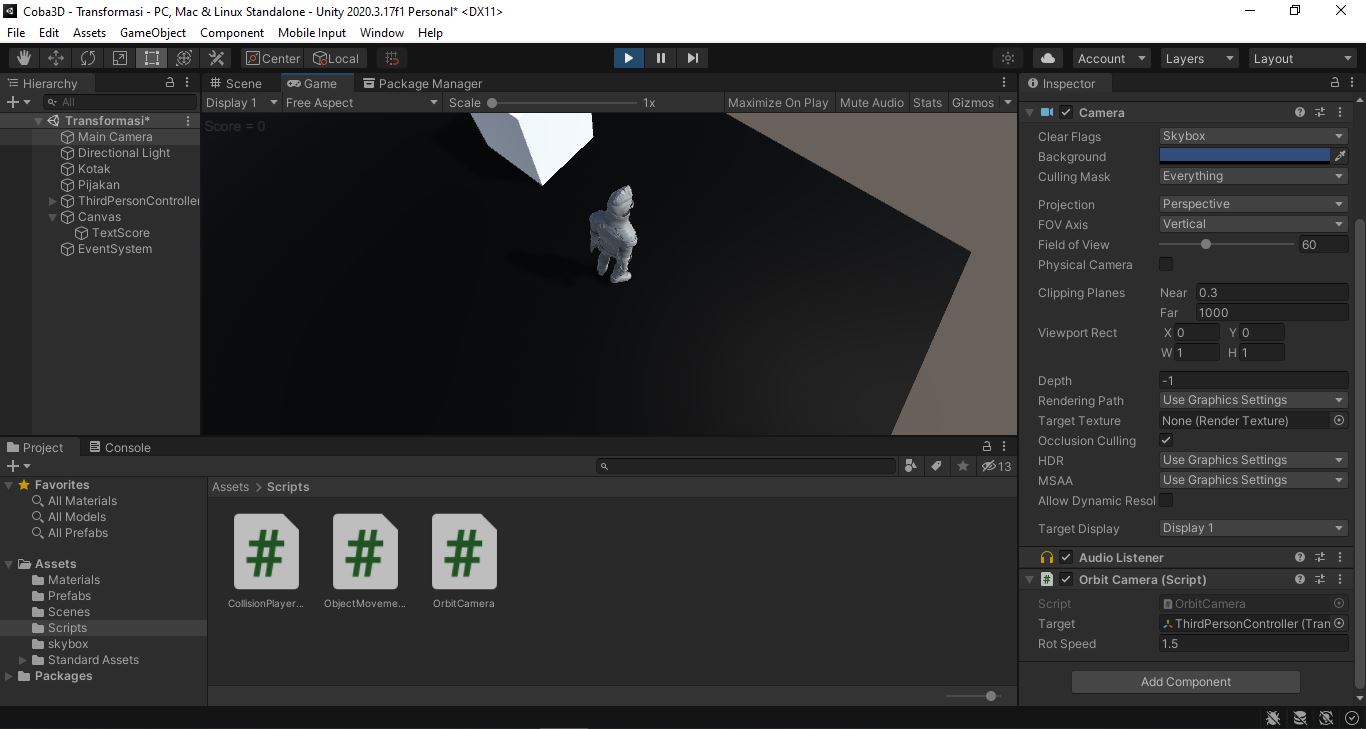 Coba3D - Transformasi - PC, Mac & Linux Standalone - Unity 2020.3.17f1 Personal* <DX11>
File Edit Assets GameObject Component Mobile Input Window Help
Center Local Account Layers Layout
Hierarchy
All
Transformasi*
Main Camera
Directional Light
Kotak
Pijakan
ThirdPersonController
Canvas
TextScore
EventSystem
Scene Game Package Manager
Display 1 Free Aspect Scale 1x Maximize On Play Mute Audio Stats Gizmos
Score = 0
Inspector
Camera
Clear Flags Skybox
Background
Culling Mask Everything
Projection Perspective
FOV Axis Vertical
Field of View 60
Physical Camera
Clipping Planes Near 0.3
Far 1000
Viewport Rect X 0 Y 0
W 1 H 1
Depth -1
Rendering Path Use Graphics Settings
Target Texture None (Render Texture)
Occlusion Culling
HDR Use Graphics Settings
MSAA Use Graphics Settings
Allow Dynamic Resol
Target Display Display 1
Audio Listener
# Orbit Camera (Script)
Script OrbitCamera
Target ThirdPersonController (Tran
Rot Speed 1.5
Add Component
Project Console
13
Favorites
All Materials
All Models
All Prefabs
Assets
Materials
Prefabs
Scenes
Scripts
skybox
Standard Assets
Packages
Assets > Scripts
# # #
CollisionPlayer... ObjectMoveme... OrbitCamera